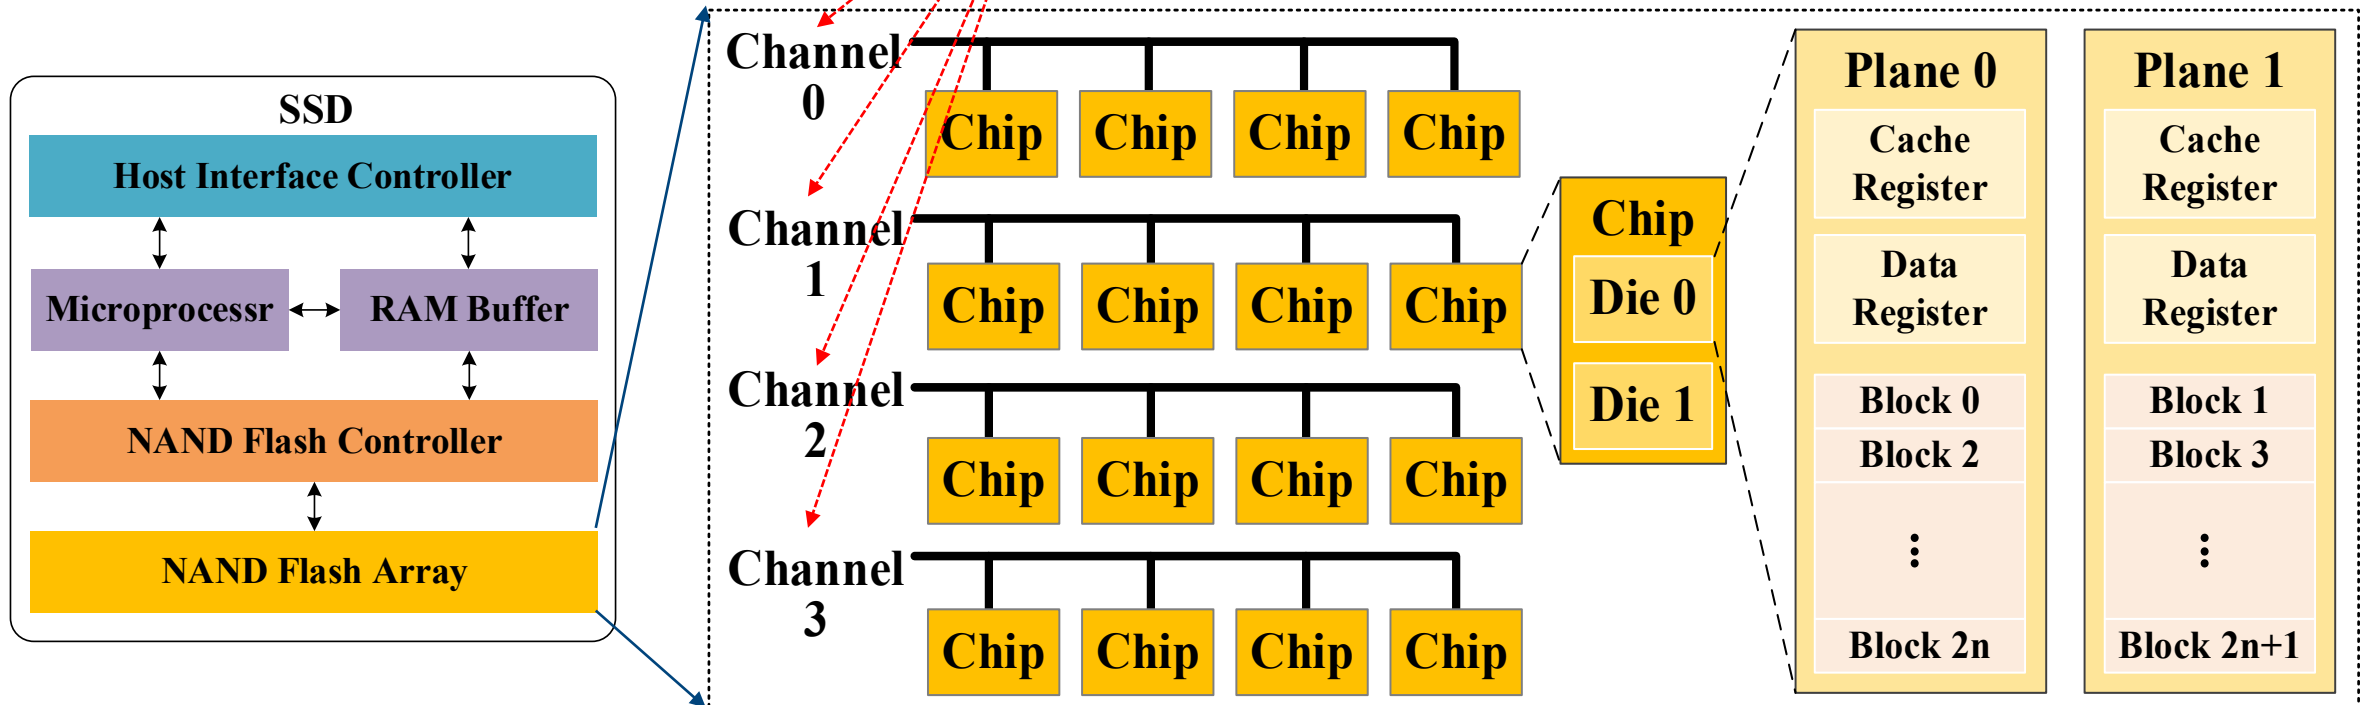 SSD
Host Interface Controller
Microprocessr
RAM Buffer
NAND Flash Controller
NAND Flash Array
Channel
0
Chip
Chip
Chip
Chip
Channel
1
Chip
Chip
Chip
Chip
Channel
2
Chip
Chip
Chip
Chip
Channel
3
Chip
Chip
Chip
Chip
Chip
Die 0
Die 1
Plane 0
Cache
Register
Data
Register
Block 0
Block 2
⋮
Block 2n
Plane 1
Cache
Register
Data
Register
Block 1
Block 3
⋮
Block 2n+1